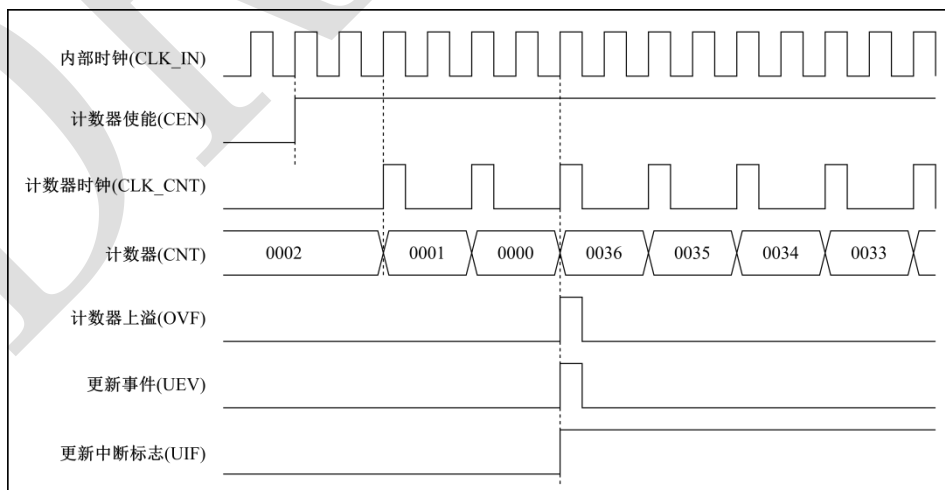 内部时钟(CLK_IN)
计数器使能(CEN)
计数器时钟(CLK_CNT)
计数器(CNT) 0002 0001 0000 0036 0035 0034 0033
计数器上溢(OVF)
更新事件(UEV)
更新中断标志(UIF)